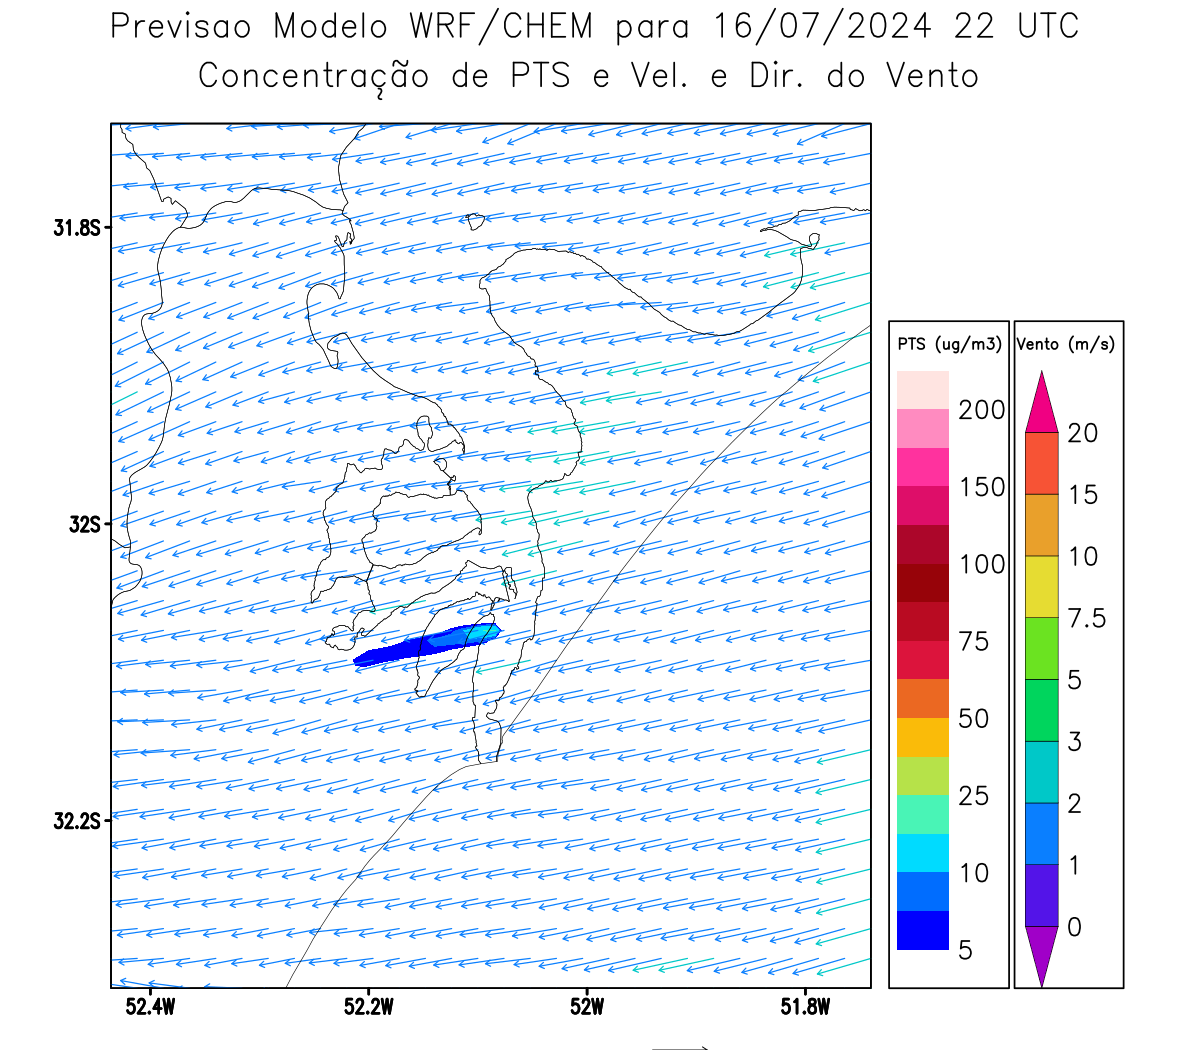 Previsao Modelo WRF/CHEM para 16/07/2024 22 UTC
Concentração de PTS e Vel. e Dir. do Vento
31.8S
32S
32.2S
52.4W
52.2W
52W
51.8W
PTS (ug/m3)
200
150
100
75
50
25
10
5
Vento (m/s)
20
15
10
7.5
5
3
2
1
0